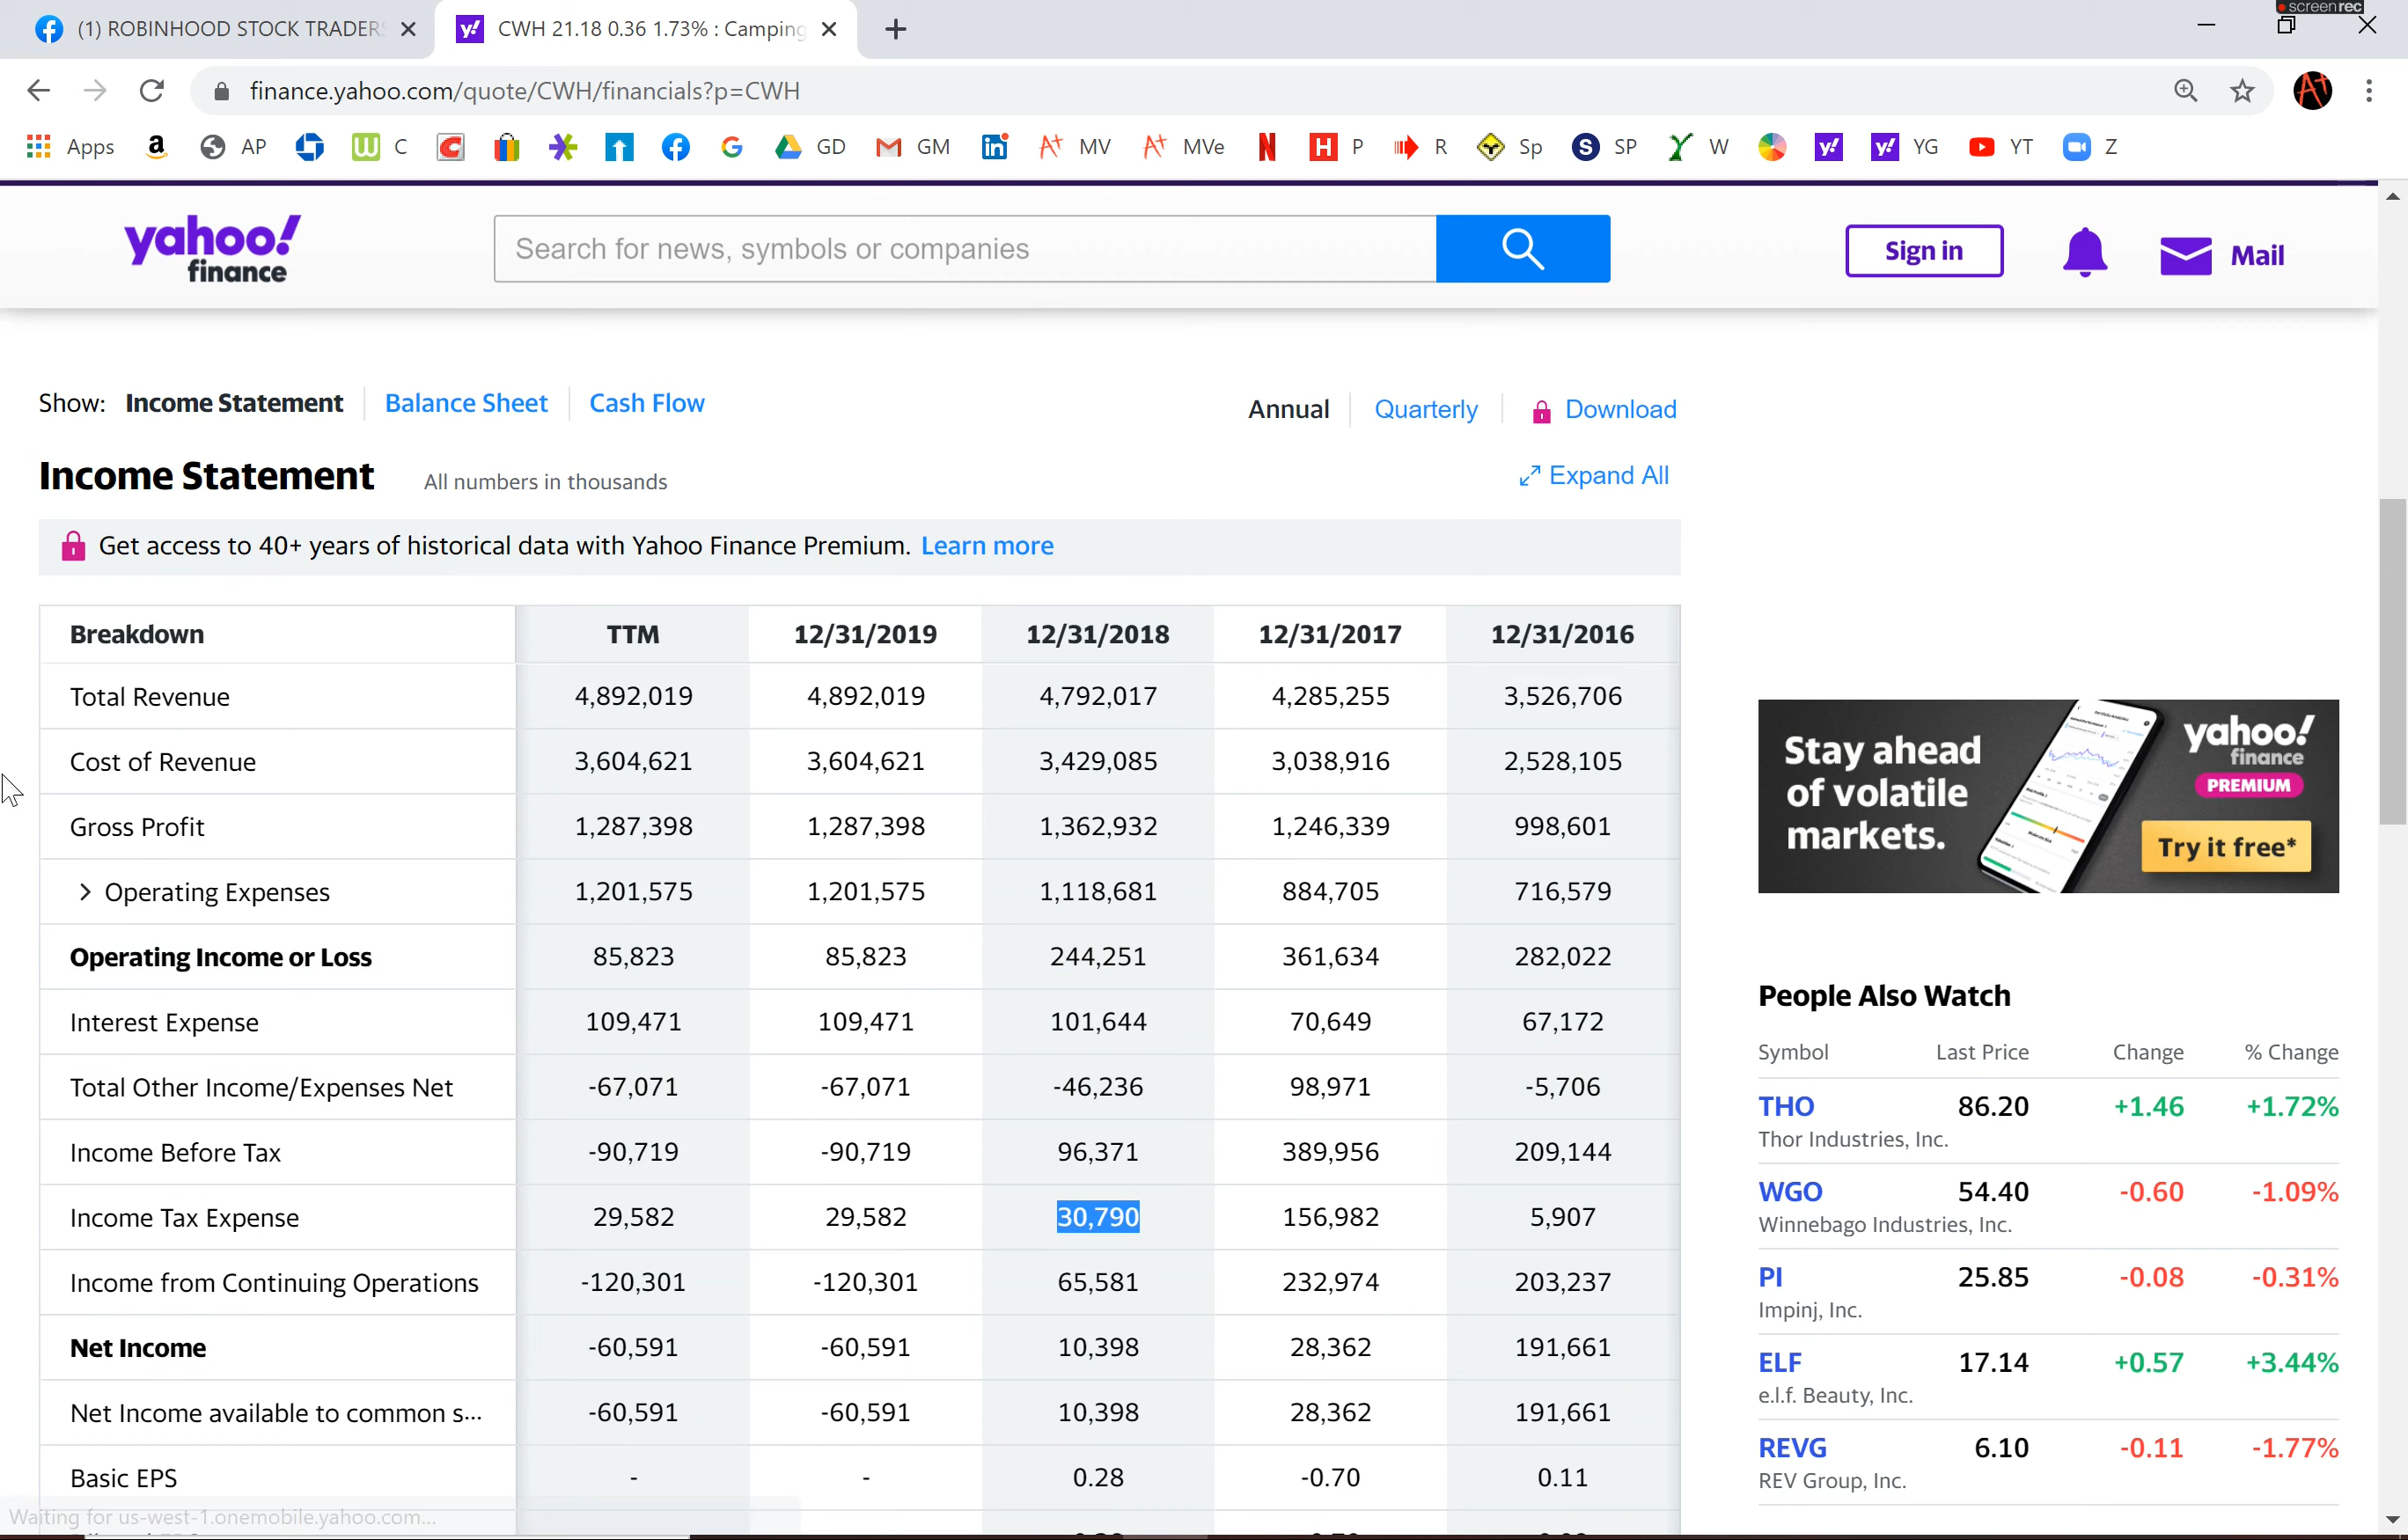 screenrec
(1) ROBINHOOD STOCK TRADERS
CWH 21.18 0.36 1.73% : Camping
finance.yahoo.com/quote/CWH/financials?p=CWH
Apps AP C GD GM MV MVe P R Sp SP W YG YT Z
yahoo! finance
Search for news, symbols or companies
Sign in
Mail
Show: Income Statement Balance Sheet Cash Flow
Annual Quarterly Download
Income Statement All numbers in thousands
Expand All
Get access to 40+ years of historical data with Yahoo Finance Premium. Learn more
Breakdown TTM 12/31/2019 12/31/2018 12/31/2017 12/31/2016
Total Revenue 4,892,019 4,892,019 4,792,017 4,285,255 3,526,706
Cost of Revenue 3,604,621 3,604,621 3,429,085 3,038,916 2,528,105
Gross Profit 1,287,398 1,287,398 1,362,932 1,246,339 998,601
> Operating Expenses 1,201,575 1,201,575 1,118,681 884,705 716,579
Operating Income or Loss 85,823 85,823 244,251 361,634 282,022
Interest Expense 109,471 109,471 101,644 70,649 67,172
Total Other Income/Expenses Net -67,071 -67,071 -46,236 98,971 -5,706
Income Before Tax -90,719 -90,719 96,371 389,956 209,144
Income Tax Expense 29,582 29,582 30,790 156,982 5,907
Income from Continuing Operations -120,301 -120,301 65,581 232,974 203,237
Net Income -60,591 -60,591 10,398 28,362 191,661
Net Income available to common s... -60,591 -60,591 10,398 28,362 191,661
Basic EPS - - 0.28 -0.70 0.11
Waiting for us-west-1.onemobile.yahoo.com...
Stay ahead
of volatile
markets.
yahoo!
finance
PREMIUM
Try it free*
People Also Watch
Symbol Last Price Change % Change
THO 86.20 +1.46 +1.72%
Thor Industries, Inc.
WGO 54.40 -0.60 -1.09%
Winnebago Industries, Inc.
PI 25.85 -0.08 -0.31%
Impinj, Inc.
ELF 17.14 +0.57 +3.44%
e.l.f. Beauty, Inc.
REVG 6.10 -0.11 -1.77%
REV Group, Inc.